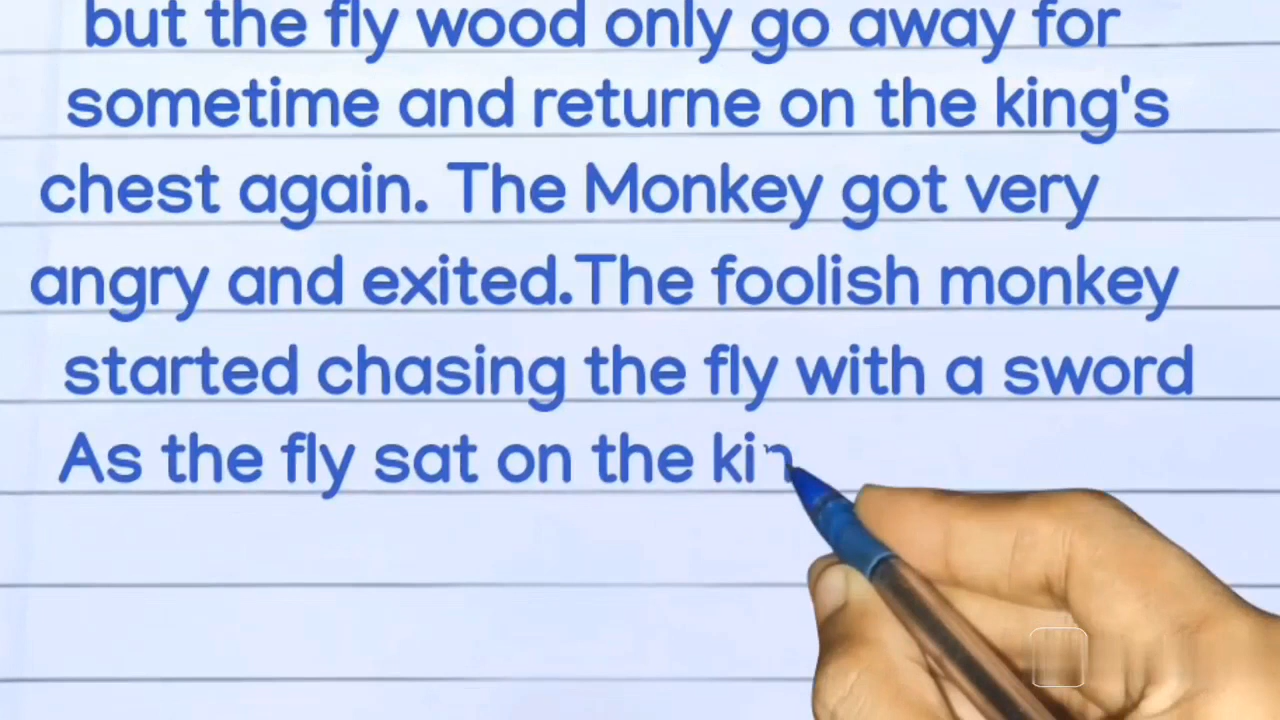 but the fly wood only go away for
sometime and returne on the king's
chest again. The Monkey got very
angry and exited.The foolish monkey
started chasing the fly with a sword
As the fly sat on the kin